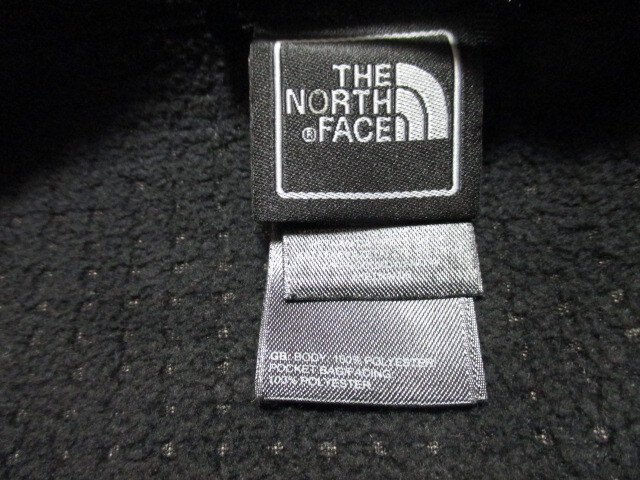 THE
NORTH
®FACE
GB: BODY: 100% POLYESTER
POCKET BAG/FACING:
100% POLYESTER